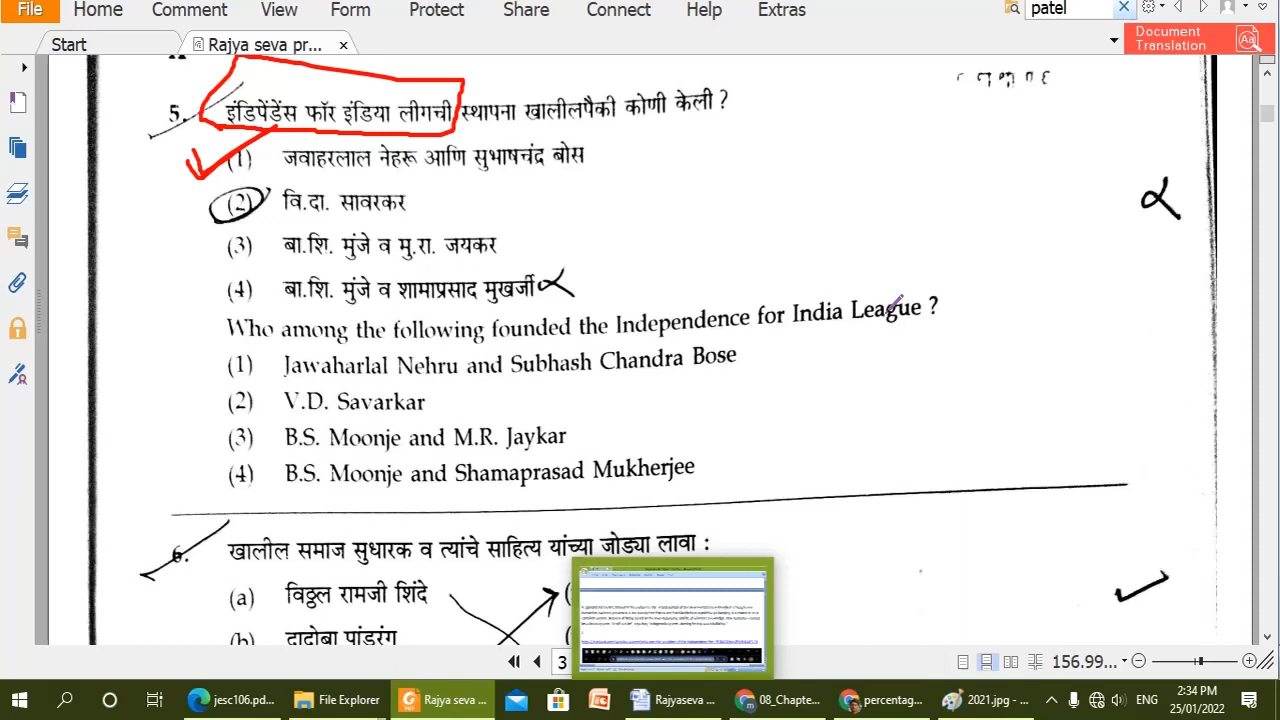 File Home Comment View Form Protect Share Connect Help Extras patel
Start Rajya seva pr... × Document Translation
5. इंडिपेंडेंस फॉर इंडिया लीगची स्थापना खालीलपैकी कोणी केली ?
(1) जवाहरलाल नेहरू आणि सुभाषचंद्र बोस
(2) वि.दा. सावरकर
(3) बा.शि. मुंजे व मु.रा. जयकर
(4) बा.शि. मुंजे व शामाप्रसाद मुखर्जी
Who among the following founded the Independence for India League ?
(1) Jawaharlal Nehru and Subhash Chandra Bose
(2) V.D. Savarkar
(3) B.S. Moonje and M.R. Jaykar
(4) B.S. Moonje and Shamaprasad Mukherjee
6. खालील समाज सुधारक व त्यांचे साहित्य यांच्या जोड्या लावा :
(a) विठ्ठल रामजी शिंदे
(b) दादोबा पांडरंग
3 156.99...
jesc106.pd... File Explorer Rajya seva ... Rajyaseva ... 08_Chapte... percentag... 2021.jpg - ... ENG 2:34 PM
25/01/2022